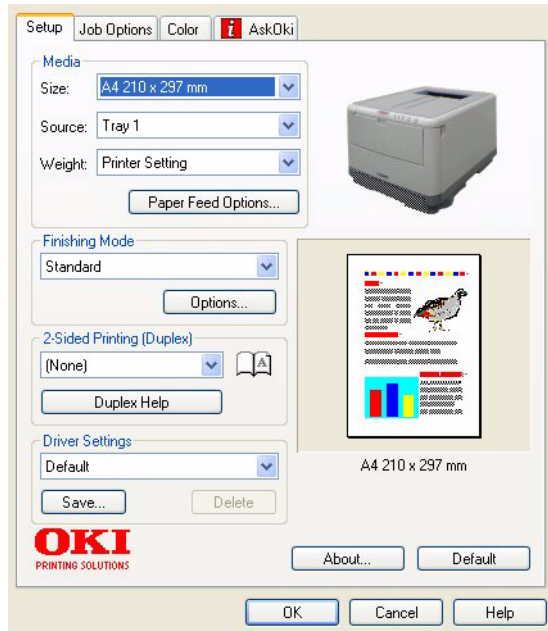 Setup Job Options Color i AskOki
Media
Size: A4 210 x 297 mm
Source: Tray 1
Weight: Printer Setting
Paper Feed Options...
Finishing Mode
Standard
Options...
2-Sided Printing (Duplex)
(None)
A
Duplex Help
Driver Settings
Default
Save... Delete
A4 210 x 297 mm
OKI
PRINTING SOLUTIONS
About... Default
OK Cancel Help